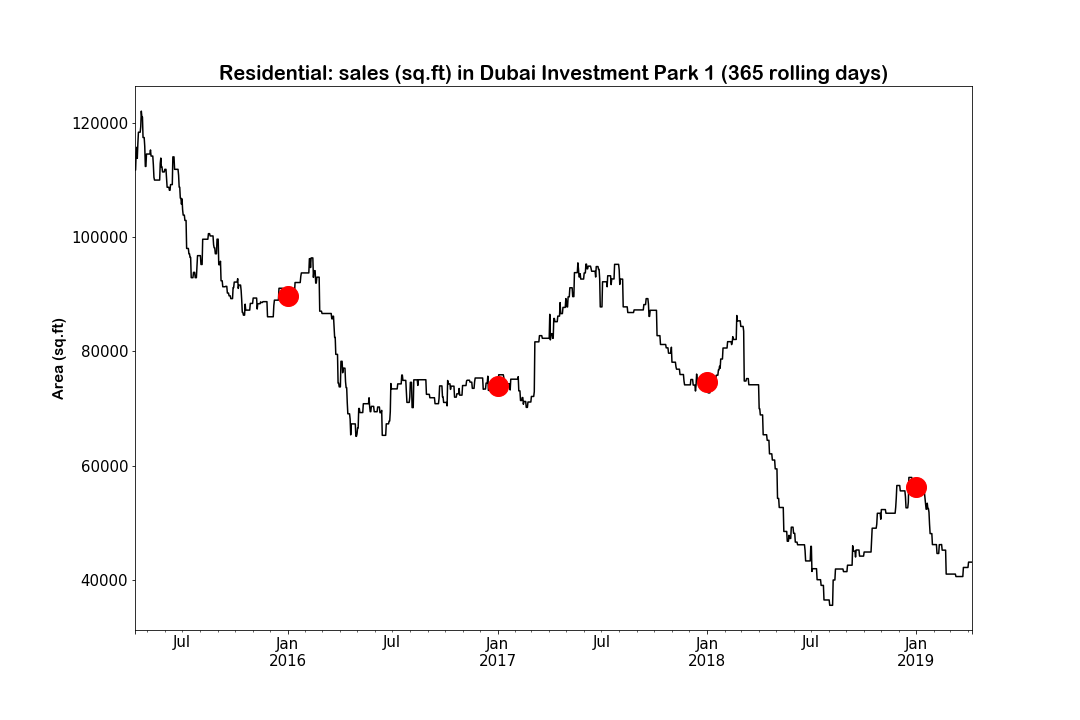 Residential: sales (sq.ft) in Dubai Investment Park 1 (365 rolling days)
Area (sq.ft)
120000
100000
80000
60000
40000
Jul
Jan
2016
Jul
Jan
2017
Jul
Jan
2018
Jul
Jan
2019